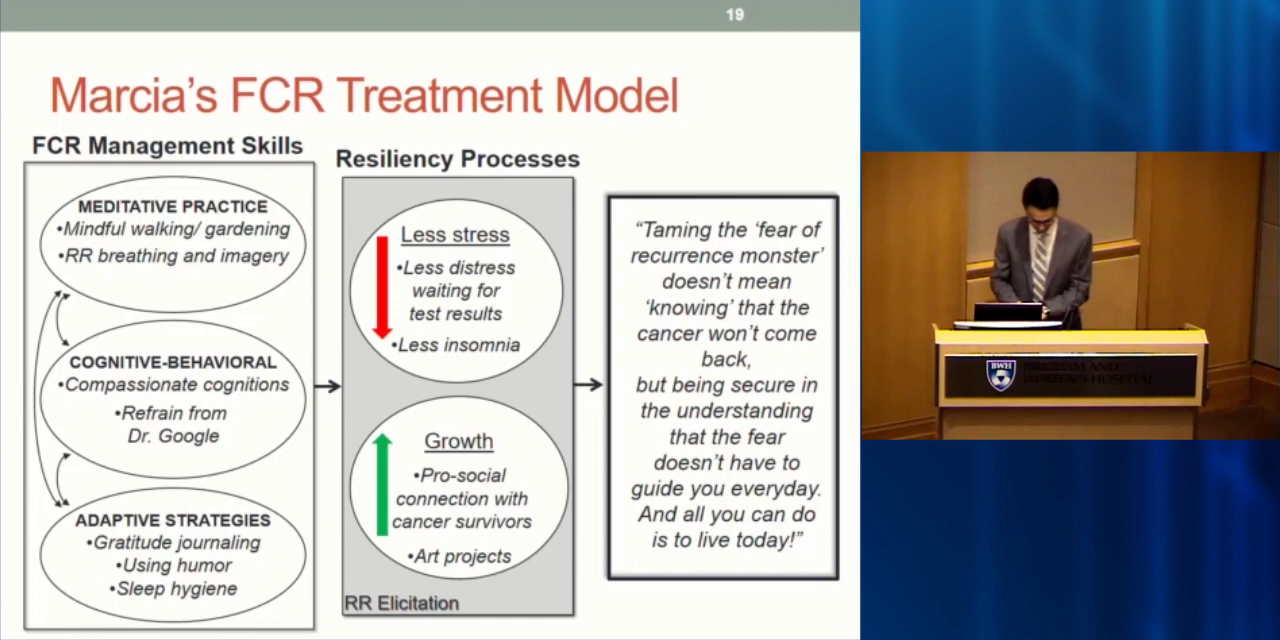 19
Marcia's FCR Treatment Model
FCR Management Skills
MEDITATIVE PRACTICE
•Mindful walking/ gardening
•RR breathing and imagery
COGNITIVE-BEHAVIORAL
•Compassionate cognitions
•Refrain from
Dr. Google
ADAPTIVE STRATEGIES
•Gratitude journaling
•Using humor
•Sleep hygiene
Resiliency Processes
Less stress
•Less distress
waiting for
test results
•Less insomnia
Growth
•Pro-social
connection with
cancer survivors
•Art projects
RR Elicitation
“Taming the ‘fear of
recurrence monster’
doesn’t mean
‘knowing’ that the
cancer won’t come
back,
but being secure in
the understanding
that the fear
doesn’t have to
guide you everyday.
And all you can do
is to live today!”
BWH
BRIGHAM AND
WOMEN'S HOSPITAL